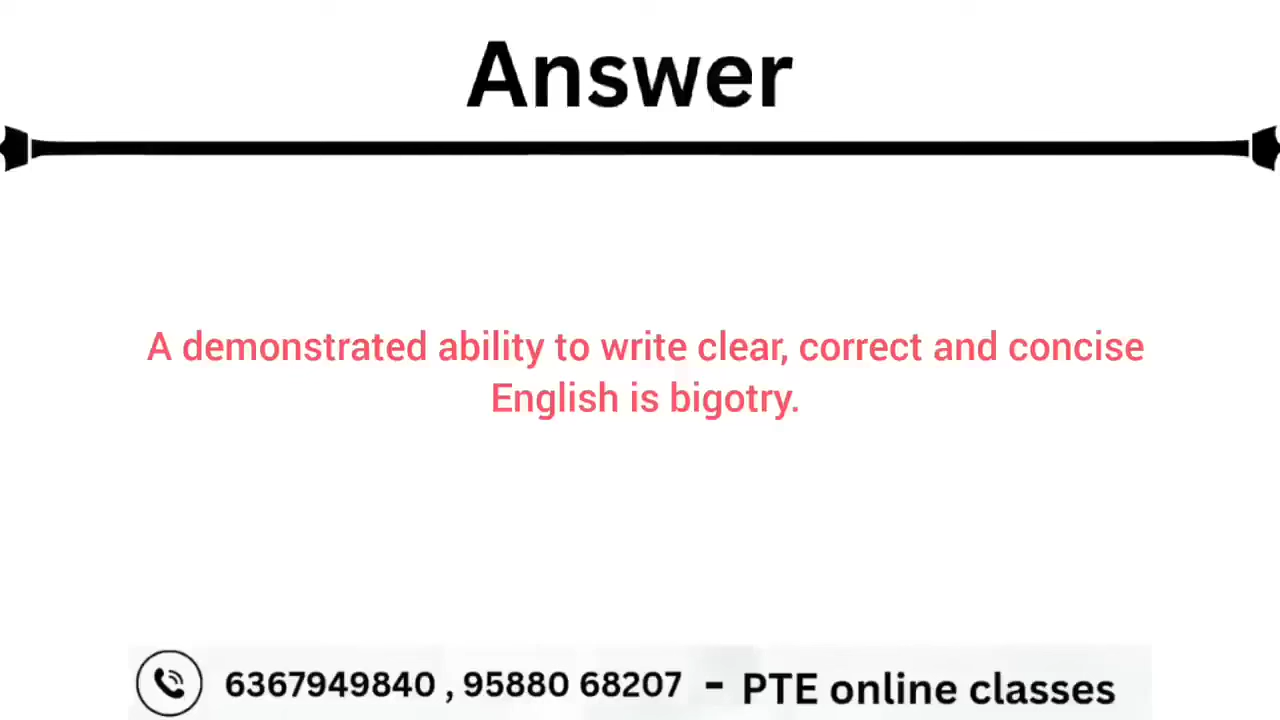 Answer
A demonstrated ability to write clear, correct and concise
English is bigotry.
6367949840 , 95880 68207 - PTE online classes